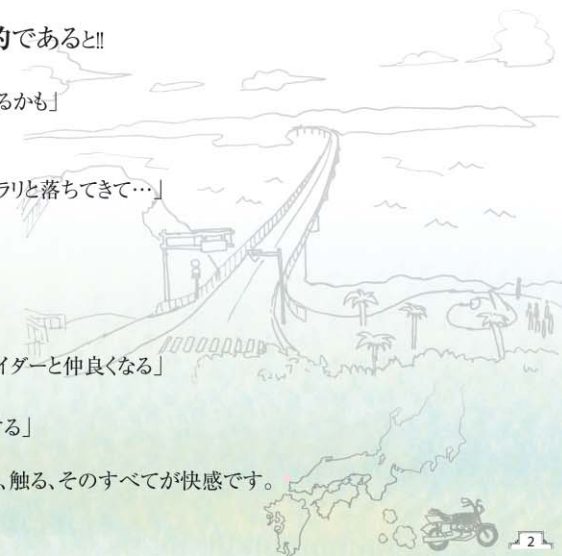 的であると!!
るかも」
ラリと落ちてきて…」
イダーと仲良くなる」
する」
、触る、そのすべてが快感です。
2